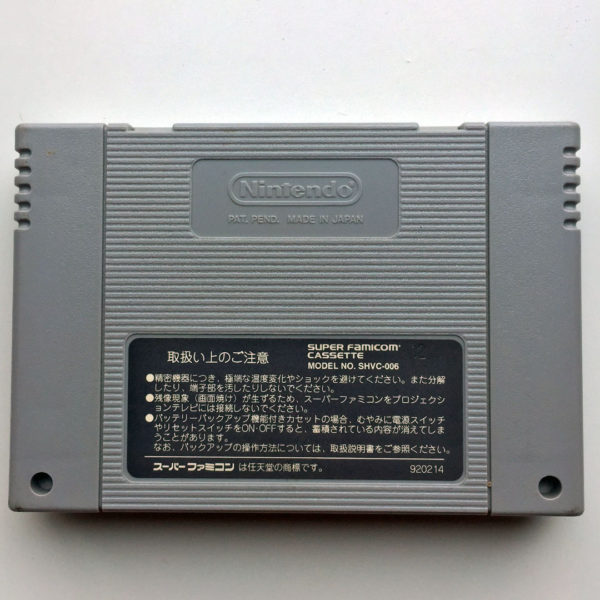 Nintendo
PAT. PEND. MADE IN JAPAN
取扱い上のご注意
SUPER FAMICOM
CASSETTE
MODEL NO. SHVC-006
12
●精密機器につき、極端な温度変化やショックを避けてください。また分解
したり、端子部を汚したりしないでください。
●残像現象（画面焼け）が生ずるため、スーパーファミコンをプロジェクシ
ョンテレビには接続しないでください。
●バッテリーバックアップ機能付きカセットの場合、むやみに電源スイッチ
やリセットスイッチをON・OFFすると、蓄積されている内容が消えてしま
うことがあります。
なお、バックアップの操作方法については、取扱説明書をご参照ください。
スーパーファミコン は任天堂の商標です。
920214